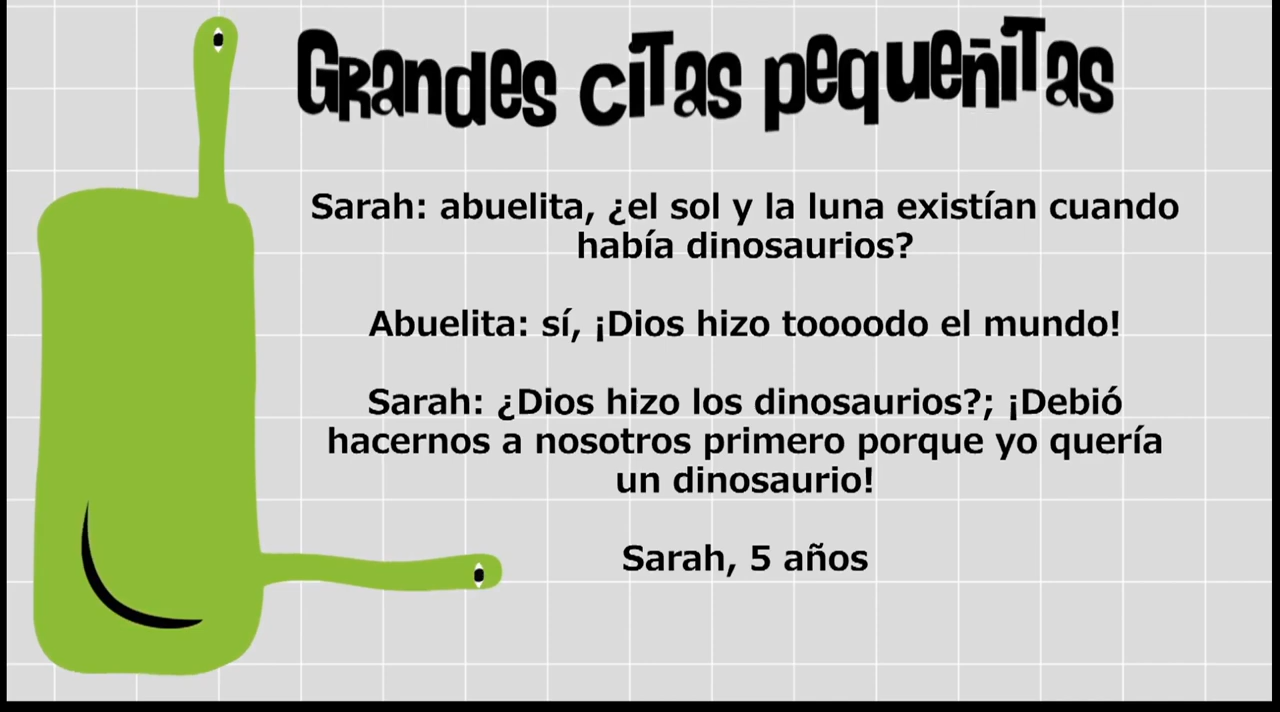 Grandes citas pequeñitas
Sarah: abuelita, ¿el sol y la luna existían cuando
había dinosaurios?
Abuelita: sí, ¡Dios hizo toooodo el mundo!
Sarah: ¿Dios hizo los dinosaurios?; ¡Debió
hacernos a nosotros primero porque yo quería
un dinosaurio!
Sarah, 5 años